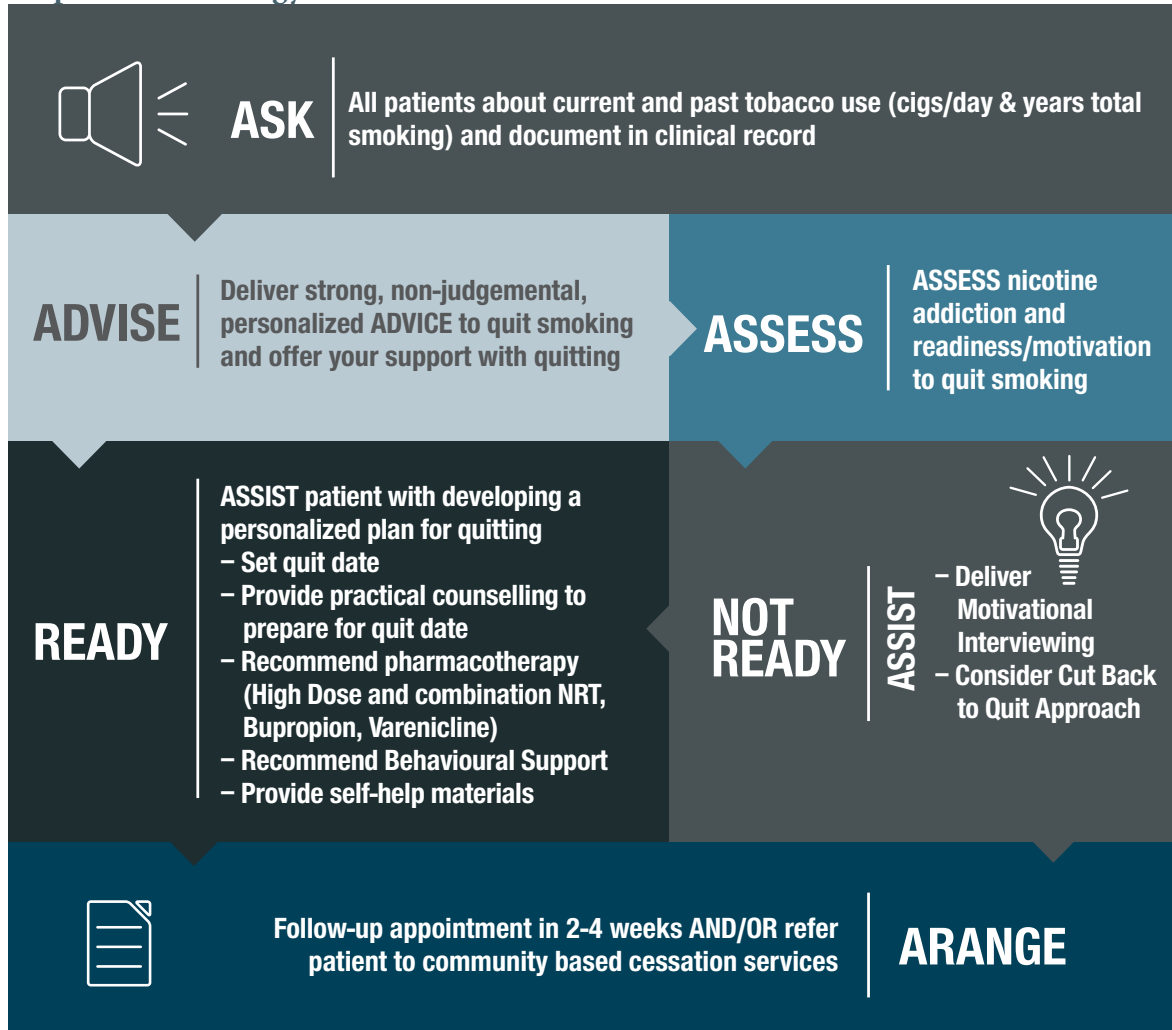 ASK
All patients about current and past tobacco use (cigs/day & years total
smoking) and document in clinical record
ADVISE
Deliver strong, non-judgemental,
personalized ADVICE to quit smoking
and offer your support with quitting
ASSESS
ASSESS nicotine
addiction and
readiness/motivation
to quit smoking
READY
ASSIST patient with developing a
personalized plan for quitting
– Set quit date
– Provide practical counselling to
prepare for quit date
– Recommend pharmacotherapy
(High Dose and combination NRT,
Bupropion, Varenicline)
– Recommend Behavioural Support
– Provide self-help materials
NOT
READY
ASSIST
– Deliver
Motivational
Interviewing
– Consider Cut Back
to Quit Approach
Follow-up appointment in 2-4 weeks AND/OR refer
patient to community based cessation services
ARANGE